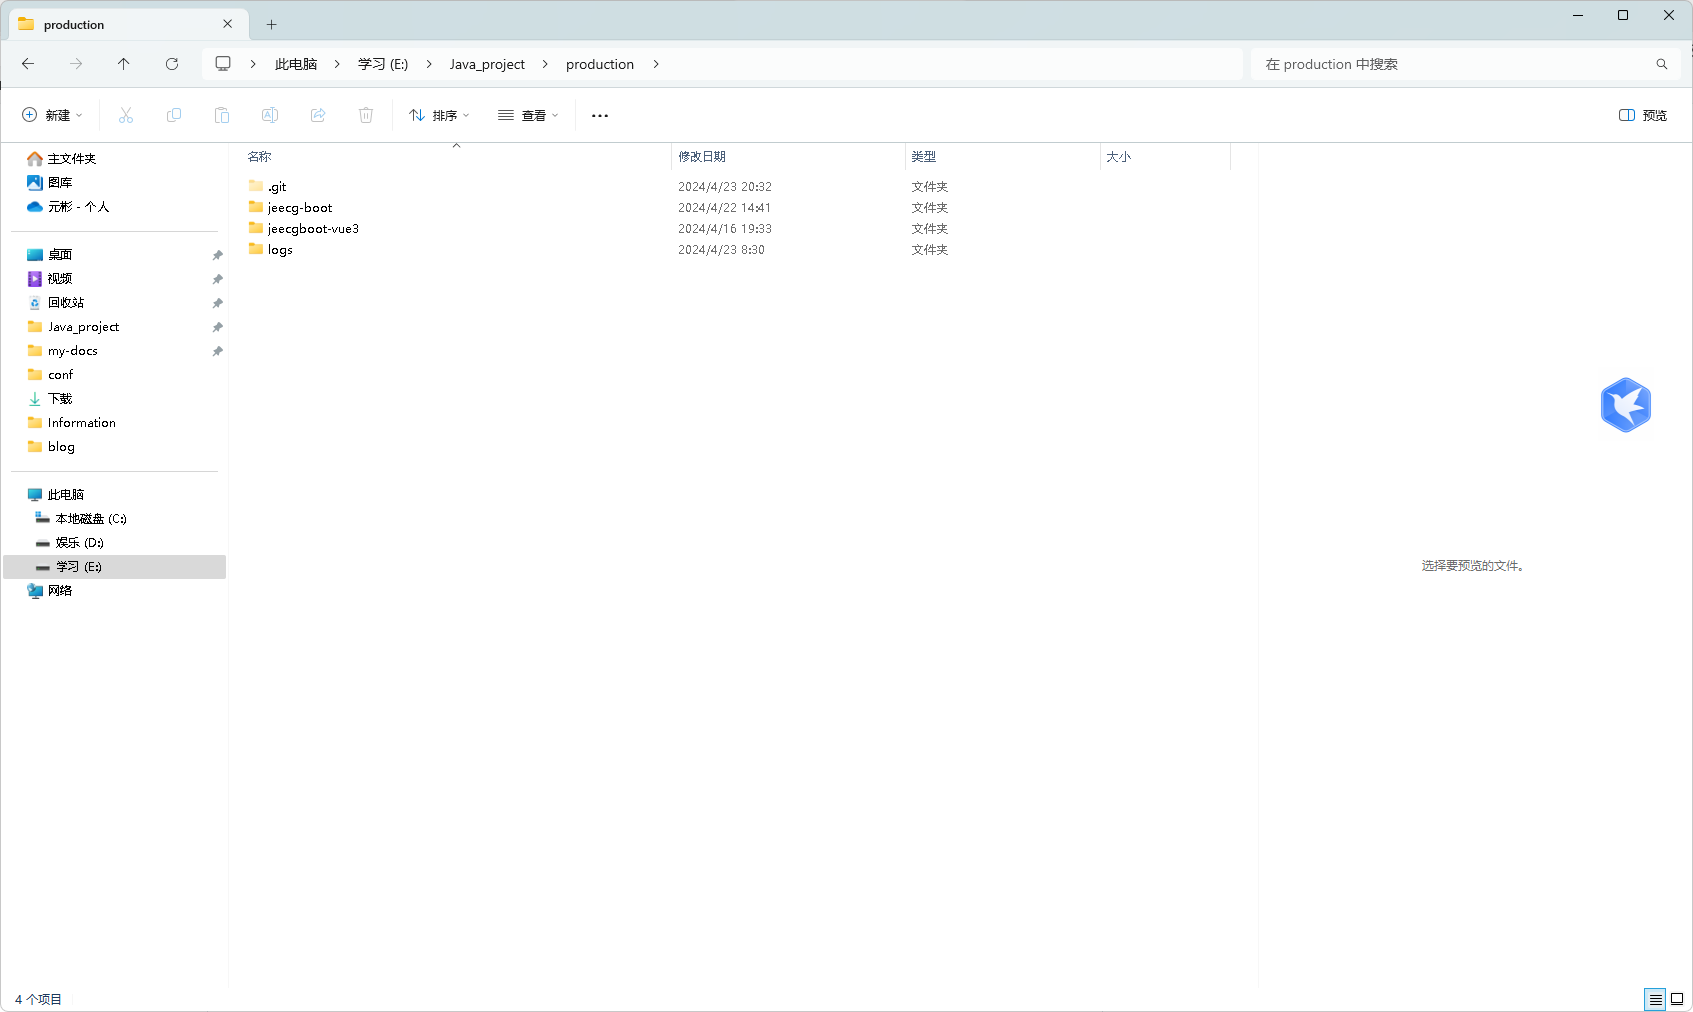 production
此电脑
学习 (E:)
Java_project
production
在 production 中搜索
新建
排序
查看
预览
主文件夹
图库
元彬 - 个人
桌面
视频
回收站
Java_project
my-docs
conf
下载
Information
blog
此电脑
本地磁盘 (C:)
娱乐 (D:)
学习 (E:)
网络
名称 修改日期 类型 大小
.git 2024/4/23 20:32 文件夹
jeecg-boot 2024/4/22 14:41 文件夹
jeecgboot-vue3 2024/4/16 19:33 文件夹
logs 2024/4/23 8:30 文件夹
选择要预览的文件。
4 个项目